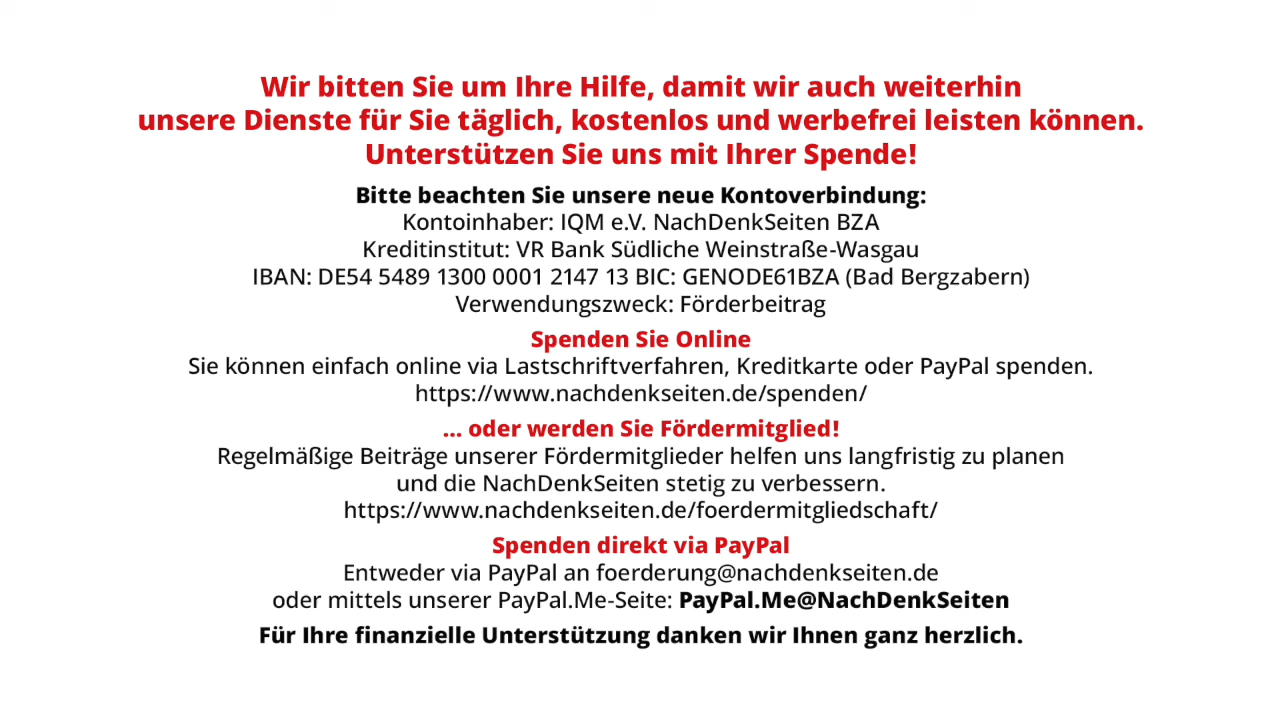 Wir bitten Sie um Ihre Hilfe, damit wir auch weiterhin
unsere Dienste für Sie täglich, kostenlos und werbefrei leisten können.
Unterstützen Sie uns mit Ihrer Spende!
Bitte beachten Sie unsere neue Kontoverbindung:
Kontoinhaber: IQM e.V. NachDenkSeiten BZA
Kreditinstitut: VR Bank Südliche Weinstraße-Wasgau
IBAN: DE54 5489 1300 0001 2147 13 BIC: GENODE61BZA (Bad Bergzabern)
Verwendungszweck: Förderbeitrag
Spenden Sie Online
Sie können einfach online via Lastschriftverfahren, Kreditkarte oder PayPal spenden.
https://www.nachdenkseiten.de/spenden/
... oder werden Sie Fördermitglied!
Regelmäßige Beiträge unserer Fördermitglieder helfen uns langfristig zu planen
und die NachDenkSeiten stetig zu verbessern.
https://www.nachdenkseiten.de/foerdermitgliedschaft/
Spenden direkt via PayPal
Entweder via PayPal an foerderung@nachdenkseiten.de
oder mittels unserer PayPal.Me-Seite: PayPal.Me@NachDenkSeiten
Für Ihre finanzielle Unterstützung danken wir Ihnen ganz herzlich.